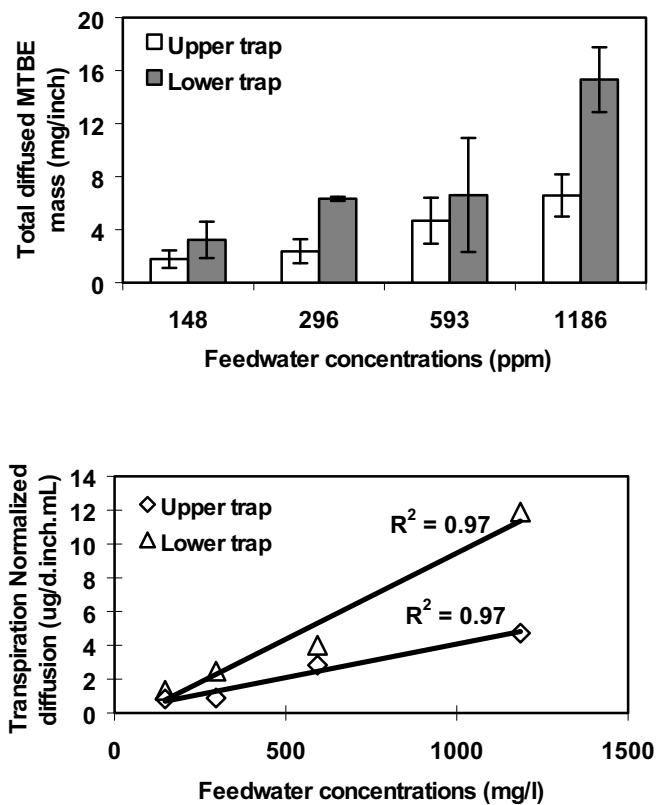 Total diffused MTBE
mass (mg/inch)
20
16
12
8
4
0
Upper trap
Lower trap
148 296 593 1186
Feedwater concentrations (ppm)
Transpiration Normalized
diffusion (ug/d.inch.mL)
14
12
10
8
6
4
2
0
Upper trap
Lower trap
R² = 0.97
R² = 0.97
0 500 1000 1500
Feedwater concentrations (mg/l)